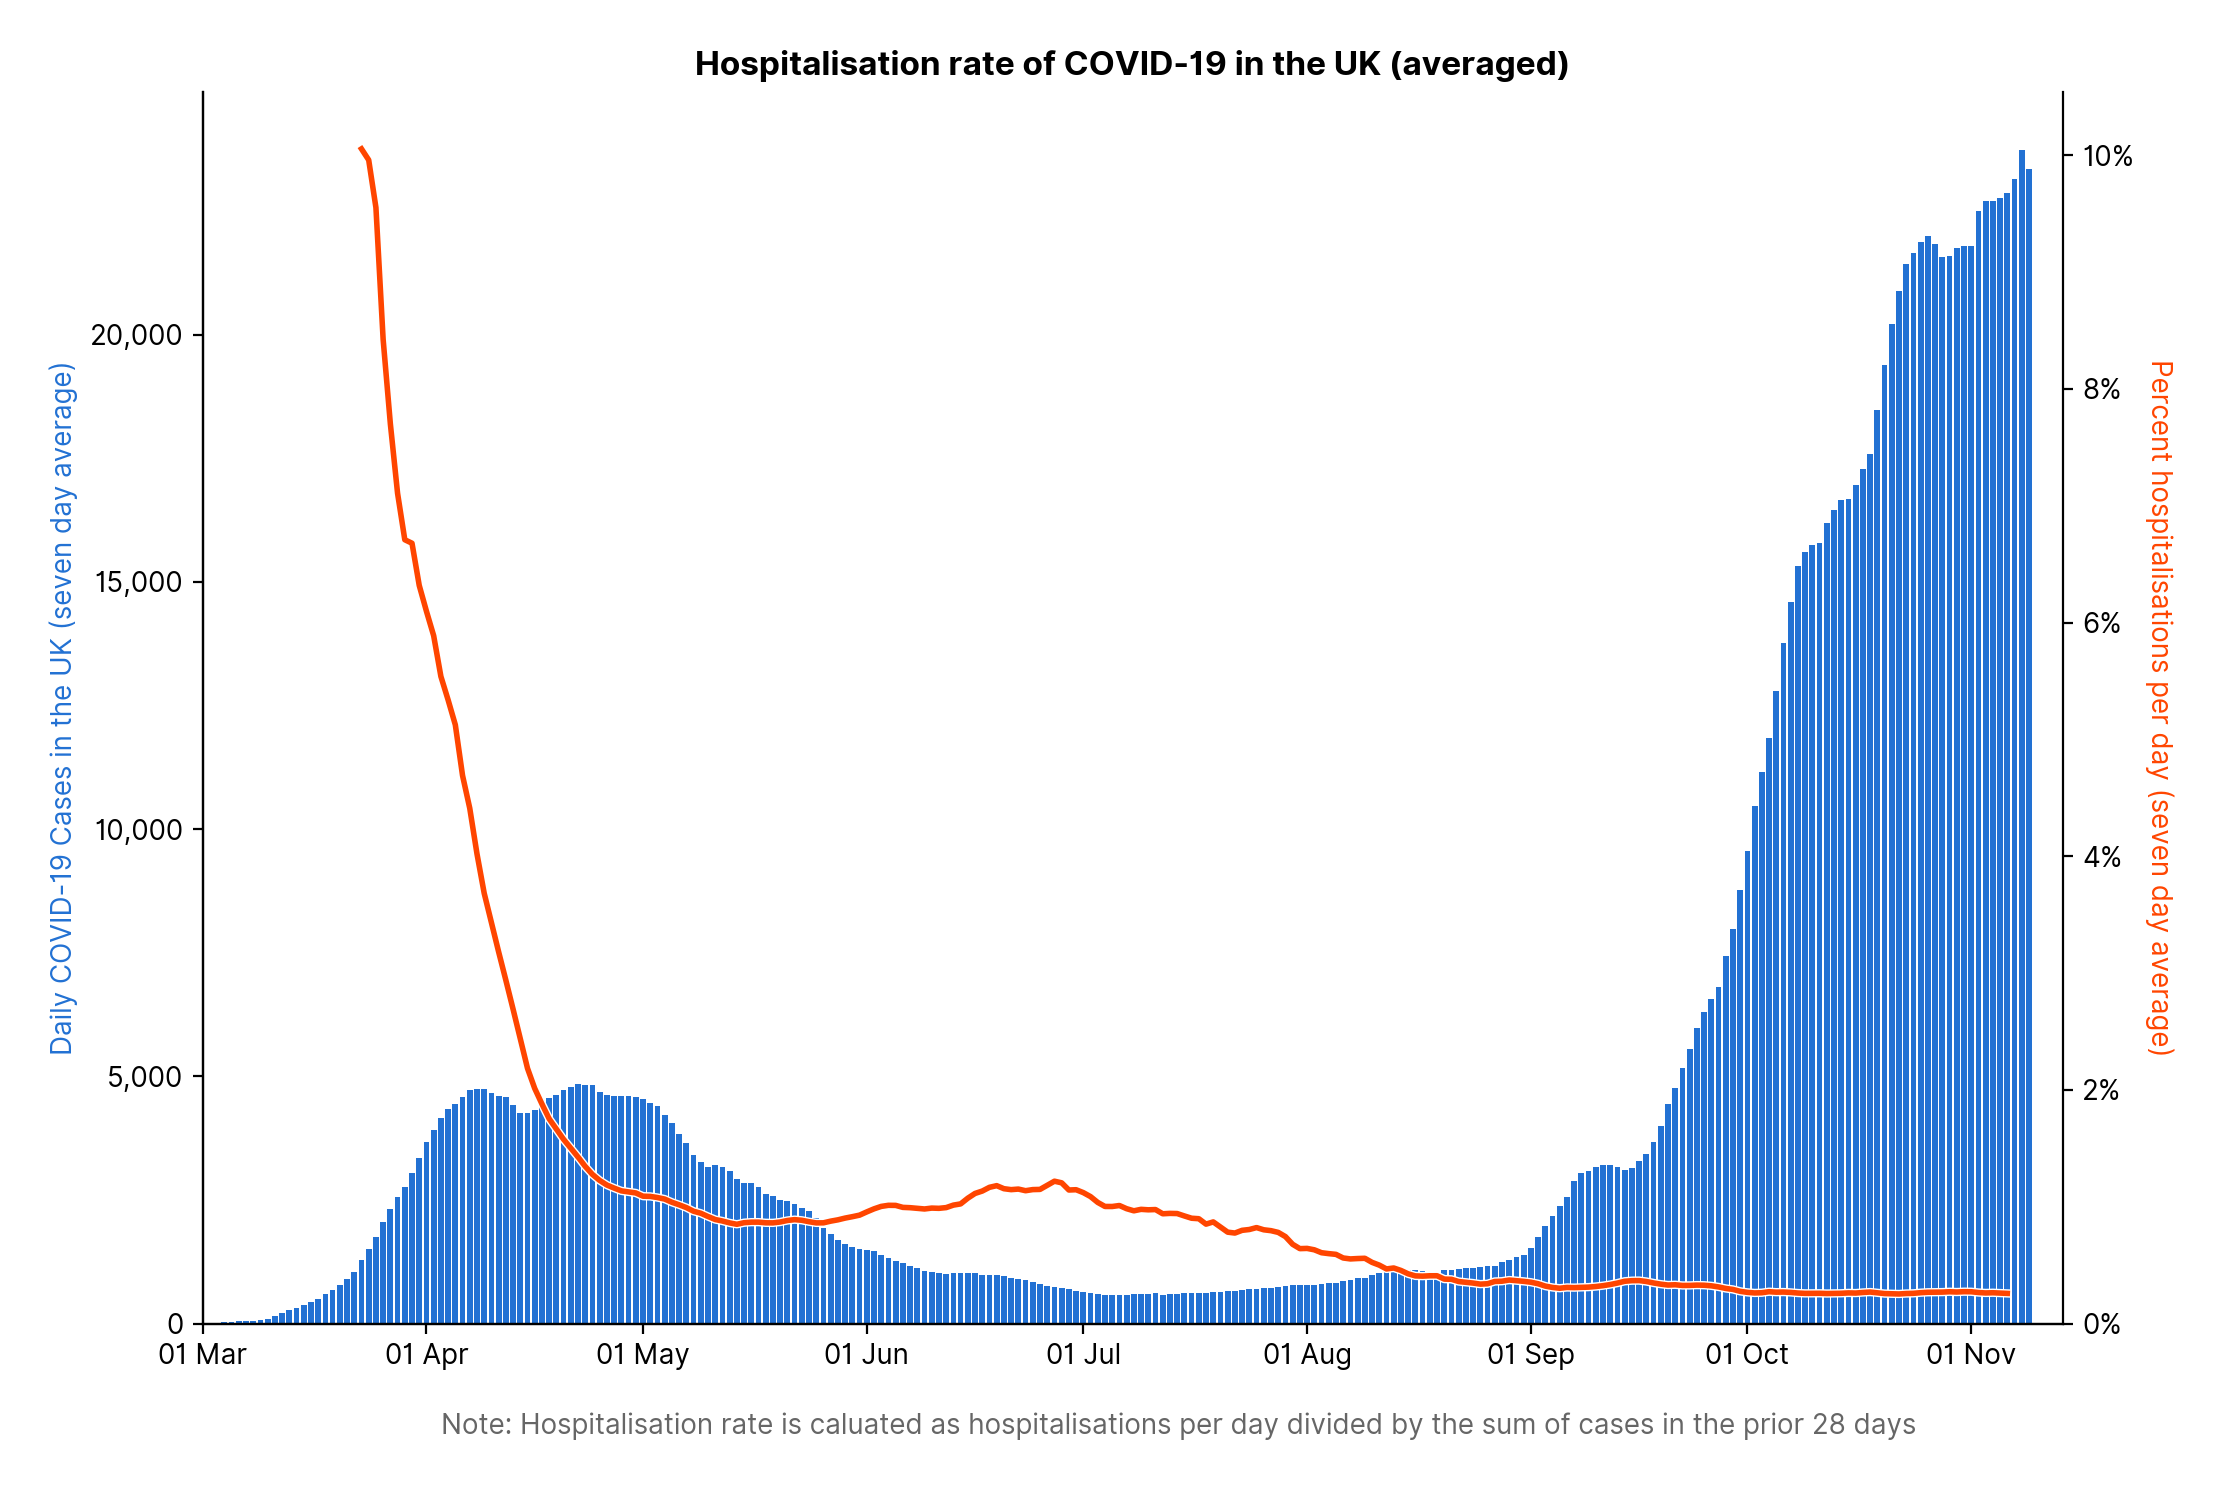 Hospitalisation rate of COVID-19 in the UK (averaged)
Daily COVID-19 Cases in the UK (seven day average)
20,000
15,000
10,000
5,000
0
10%
8%
6%
4%
2%
0%
Percent hospitalisations per day (seven day average)
01 Mar
01 Apr
01 May
01 Jun
01 Jul
01 Aug
01 Sep
01 Oct
01 Nov
Note: Hospitalisation rate is caluated as hospitalisations per day divided by the sum of cases in the prior 28 days